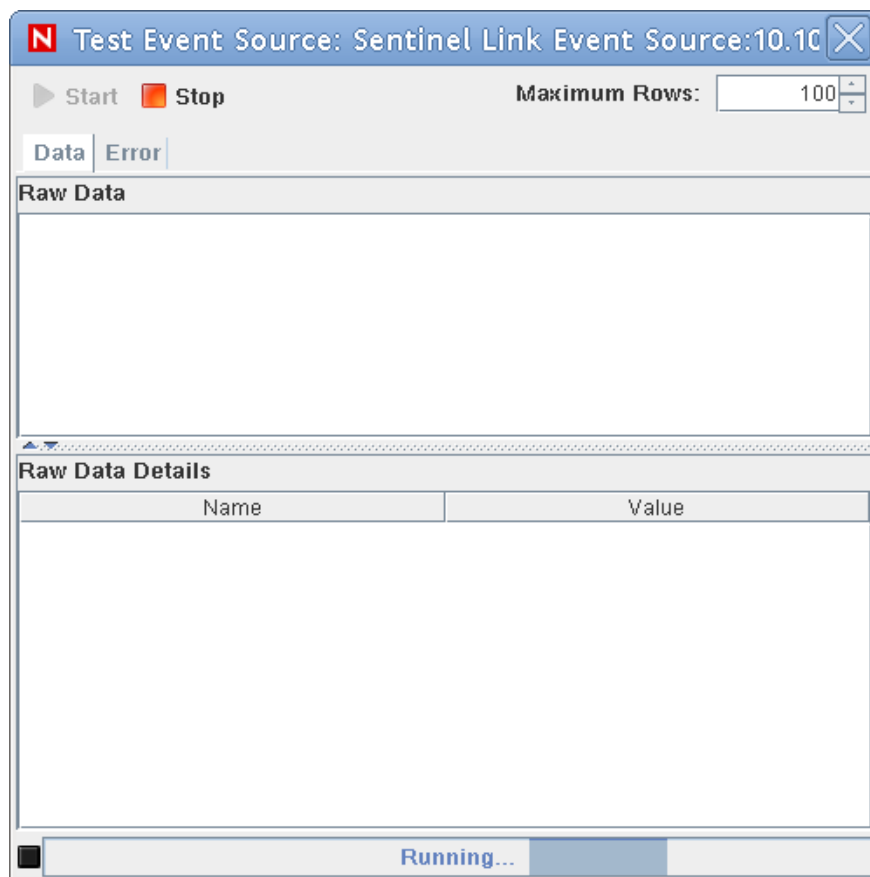 N Test Event Source: Sentinel Link Event Source:10.10
Start Stop Maximum Rows: 100
Data Error
Raw Data
Raw Data Details
Name Value
Running...